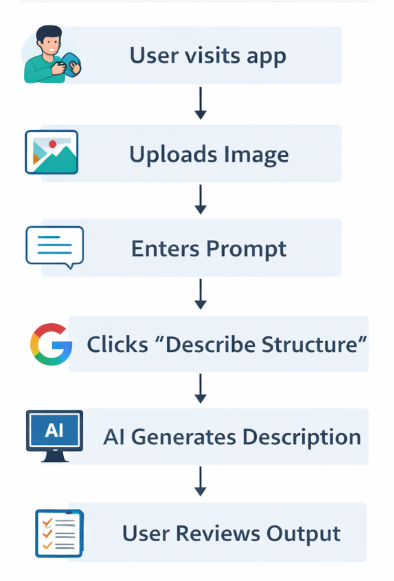 User visits app
Uploads Image
Enters Prompt
Clicks “Describe Structure”
AI
AI Generates Description
User Reviews Output